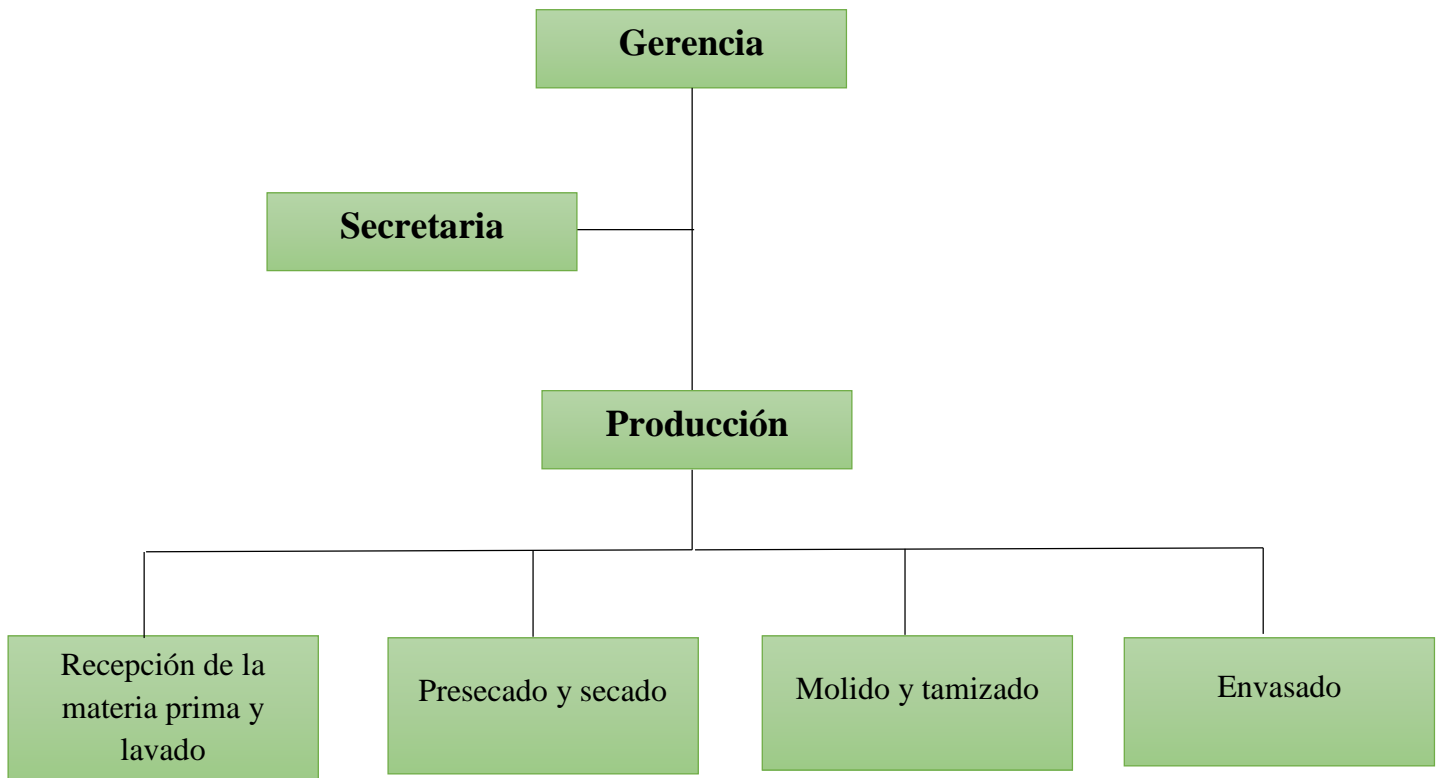 Gerencia
Secretaria
Producción
Recepción de la
materia prima y
lavado
Presecado y secado
Molido y tamizado
Envasado